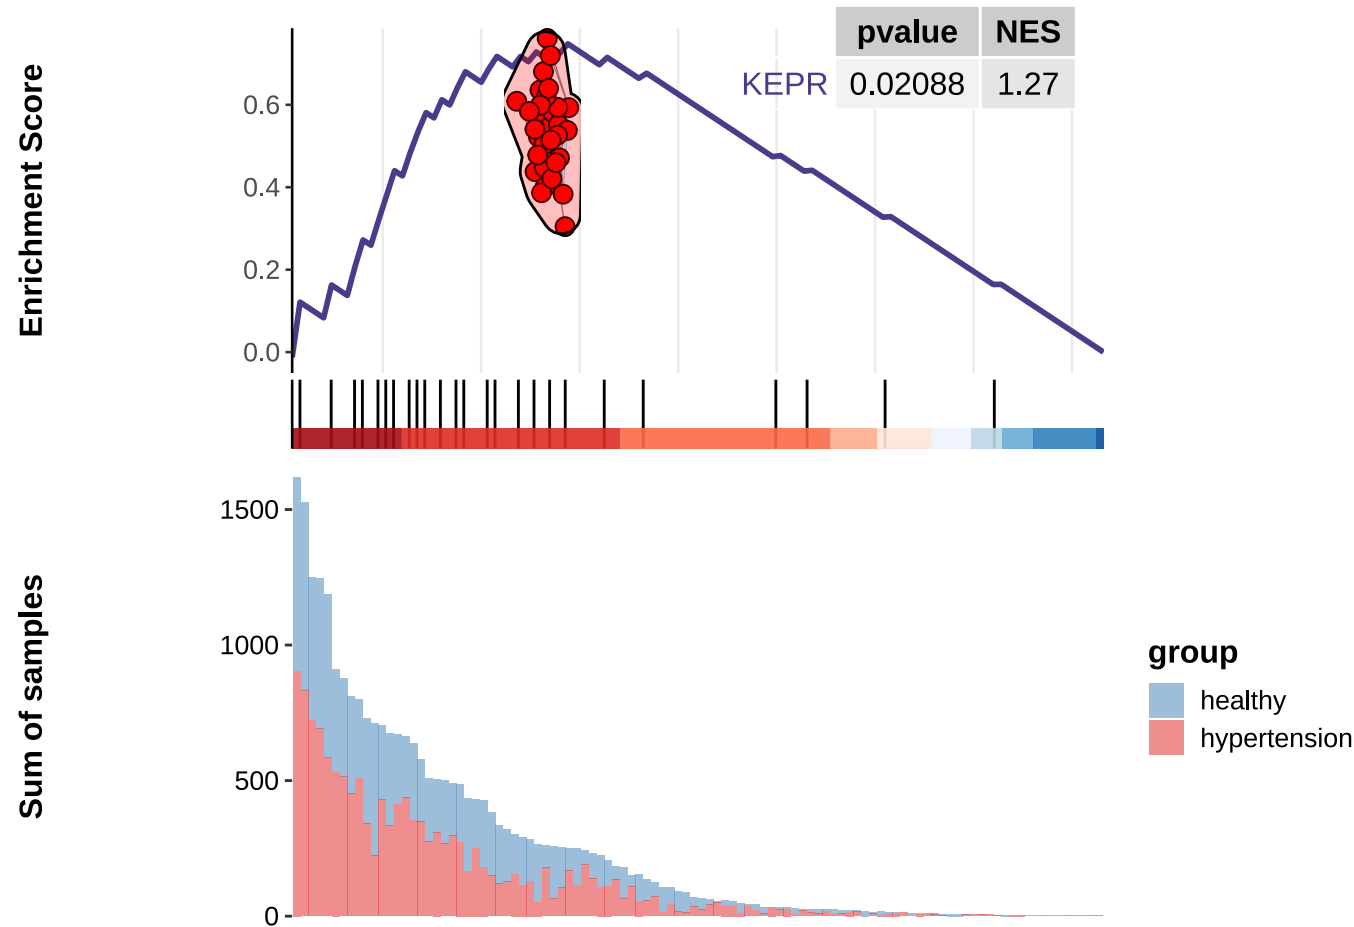 pvalue NES
KEPR 0.02088 1.27
Enrichment Score
0.6
0.4
0.2
0.0
Sum of samples
1500
1000
500
0
group
healthy
hypertension